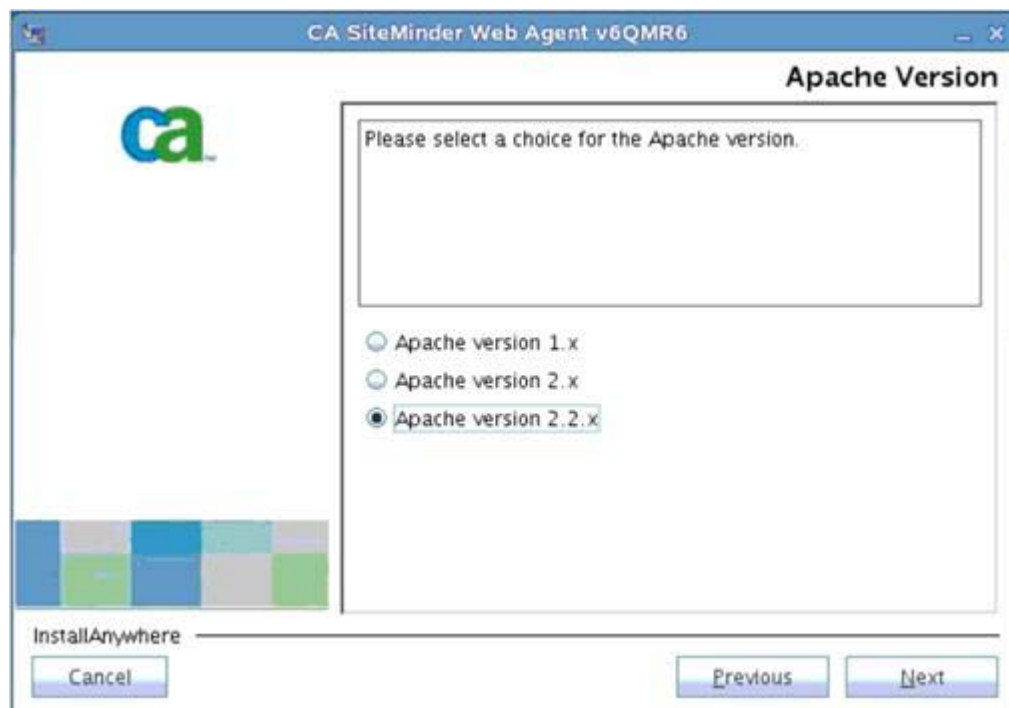 CA SiteMinder Web Agent v6QMR6
Apache Version
ca
Please select a choice for the Apache version.
Apache version 1.x
Apache version 2.x
Apache version 2.2.x
InstallAnywhere
Cancel
Previous
Next